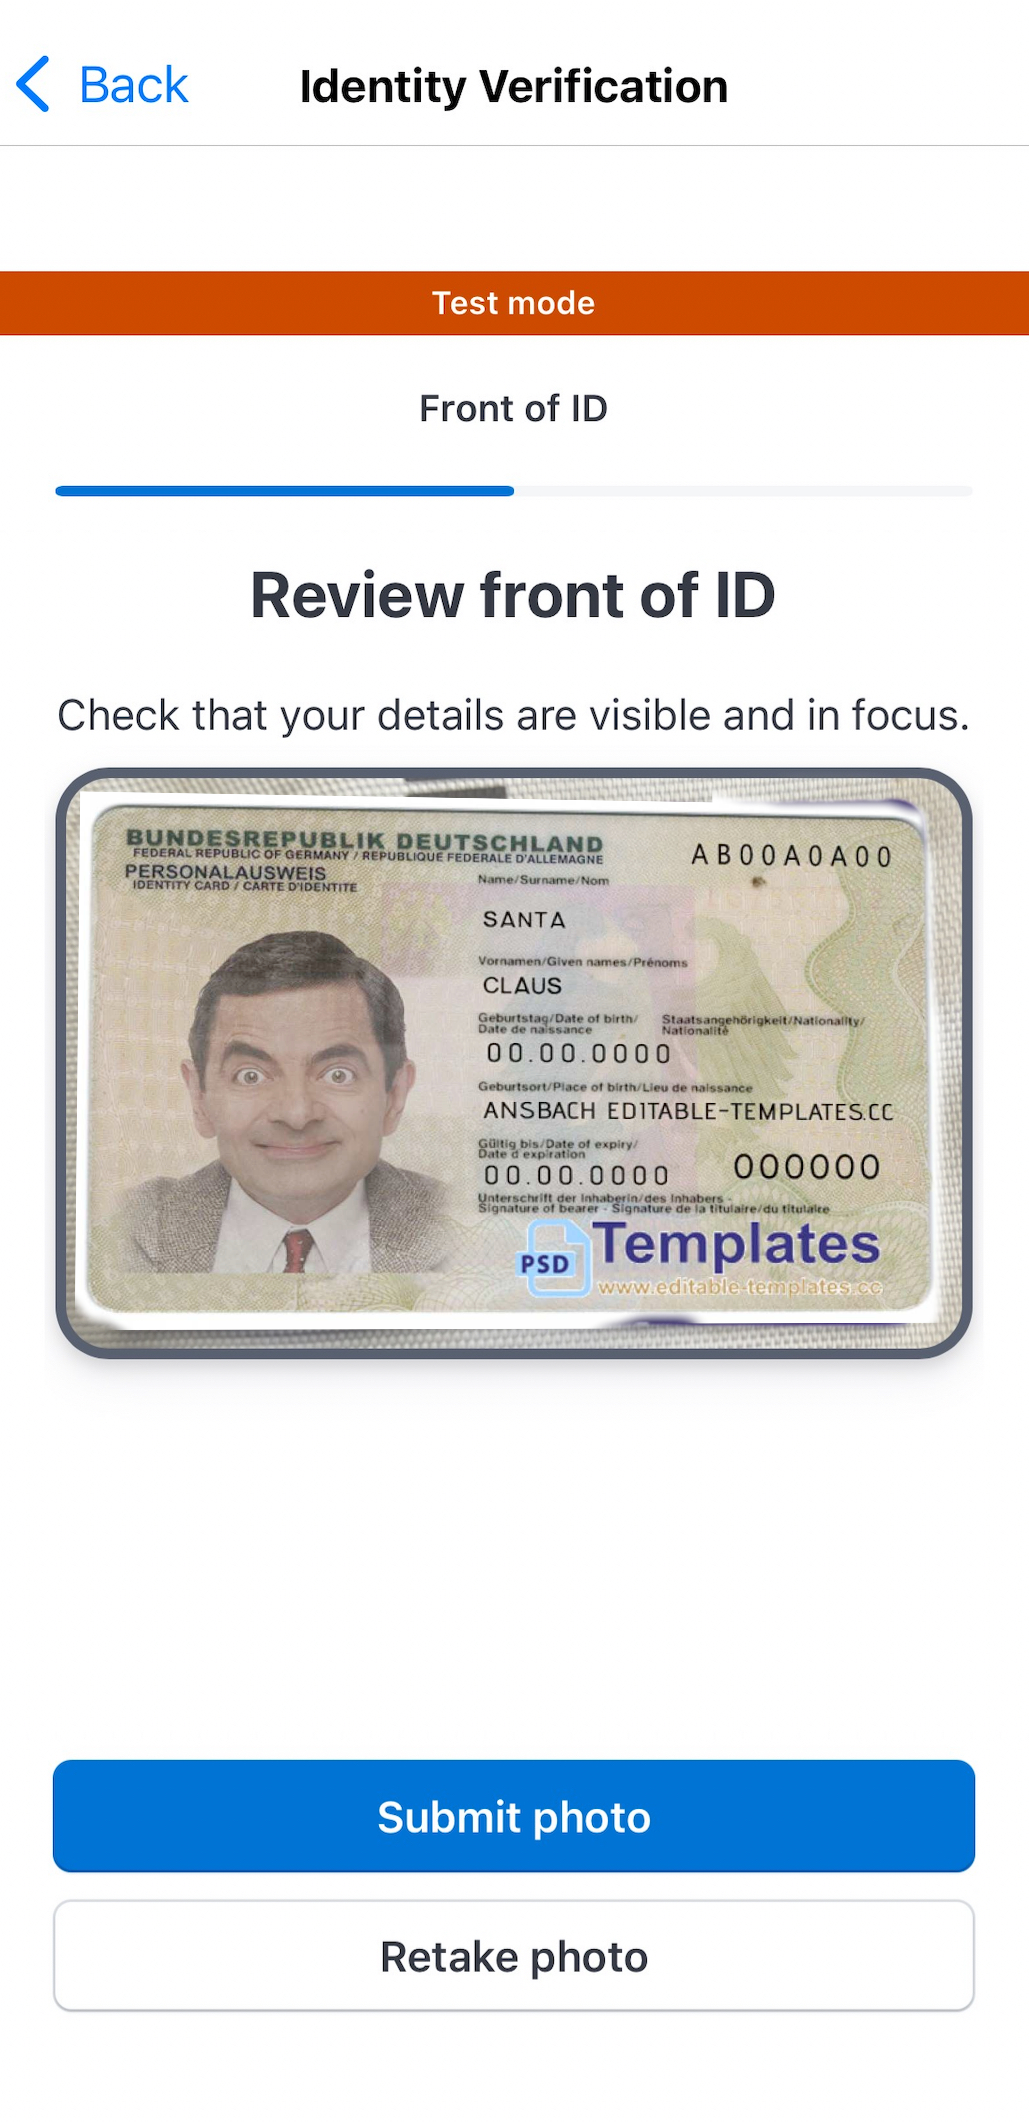 Back
Identity Verification
Test mode
Front of ID
Review front of ID
Check that your details are visible and in focus.
BUNDESREPUBLIK DEUTSCHLAND
FEDERAL REPUBLIC OF GERMANY / REPUBLIQUE FEDERALE D'ALLEMAGNE
PERSONALAUSWEIS
IDENTITY CARD / CARTE D'IDENTITE
AB00A0A00
Name/Surname/Nom
SANTA
Vornamen/Given names/Prénoms
CLAUS
Geburtstag/Date of birth/
Date de naissance
Staatsangehörigkeit/Nationality/
Nationalité
00.00.0000
Geburtsort/Place of birth/Lieu de naissance
ANSBACH EDITABLE-TEMPLATES.CC
Gültig bis/Date of expiry/
Date d'expiration
00.00.0000
000000
Unterschrift der Inhaberin/des Inhabers -
Signature of bearer - Signature de la titulaire/du titulaire
PSD
Templates
www.editable-templates.cc
Submit photo
Retake photo